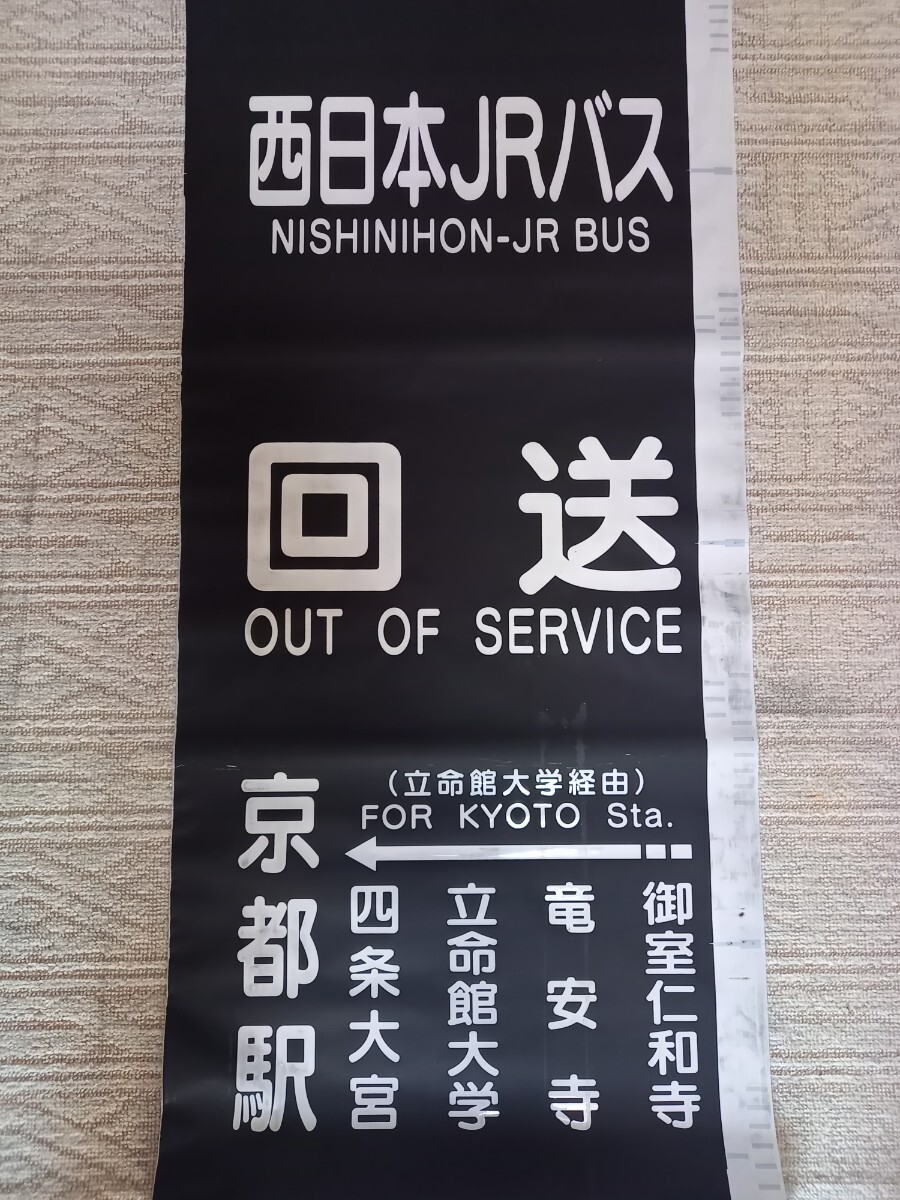 西日本JRバス
NISHINIHON-JR BUS
回送
OUT OF SERVICE
京都駅
(立命館大学経由)
FOR KYOTO Sta.
御室仁和寺
竜安寺
立命館大学
四条大宮